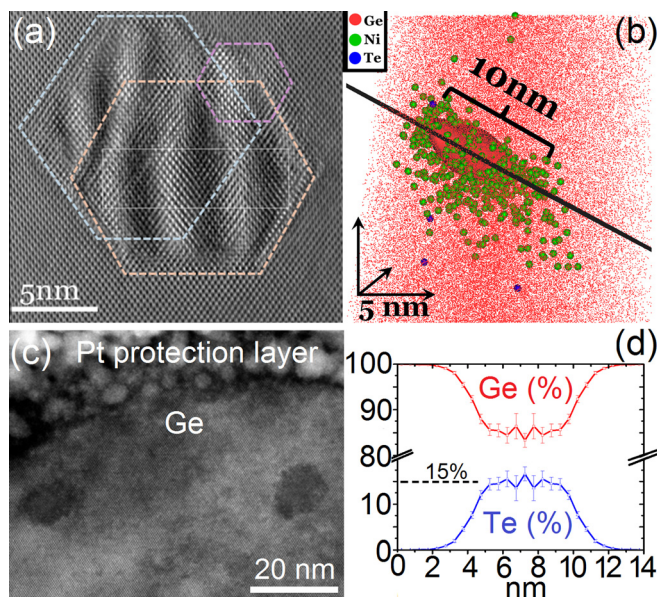 (a)
5nm
Ge
Ni
Te
(b)
10nm
5 nm
(c)
Pt protection layer
Ge
20 nm
(d)
100
90
80
10
0
Ge (%)
15%
Te (%)
0 2 4 6 8 10 12 14
nm